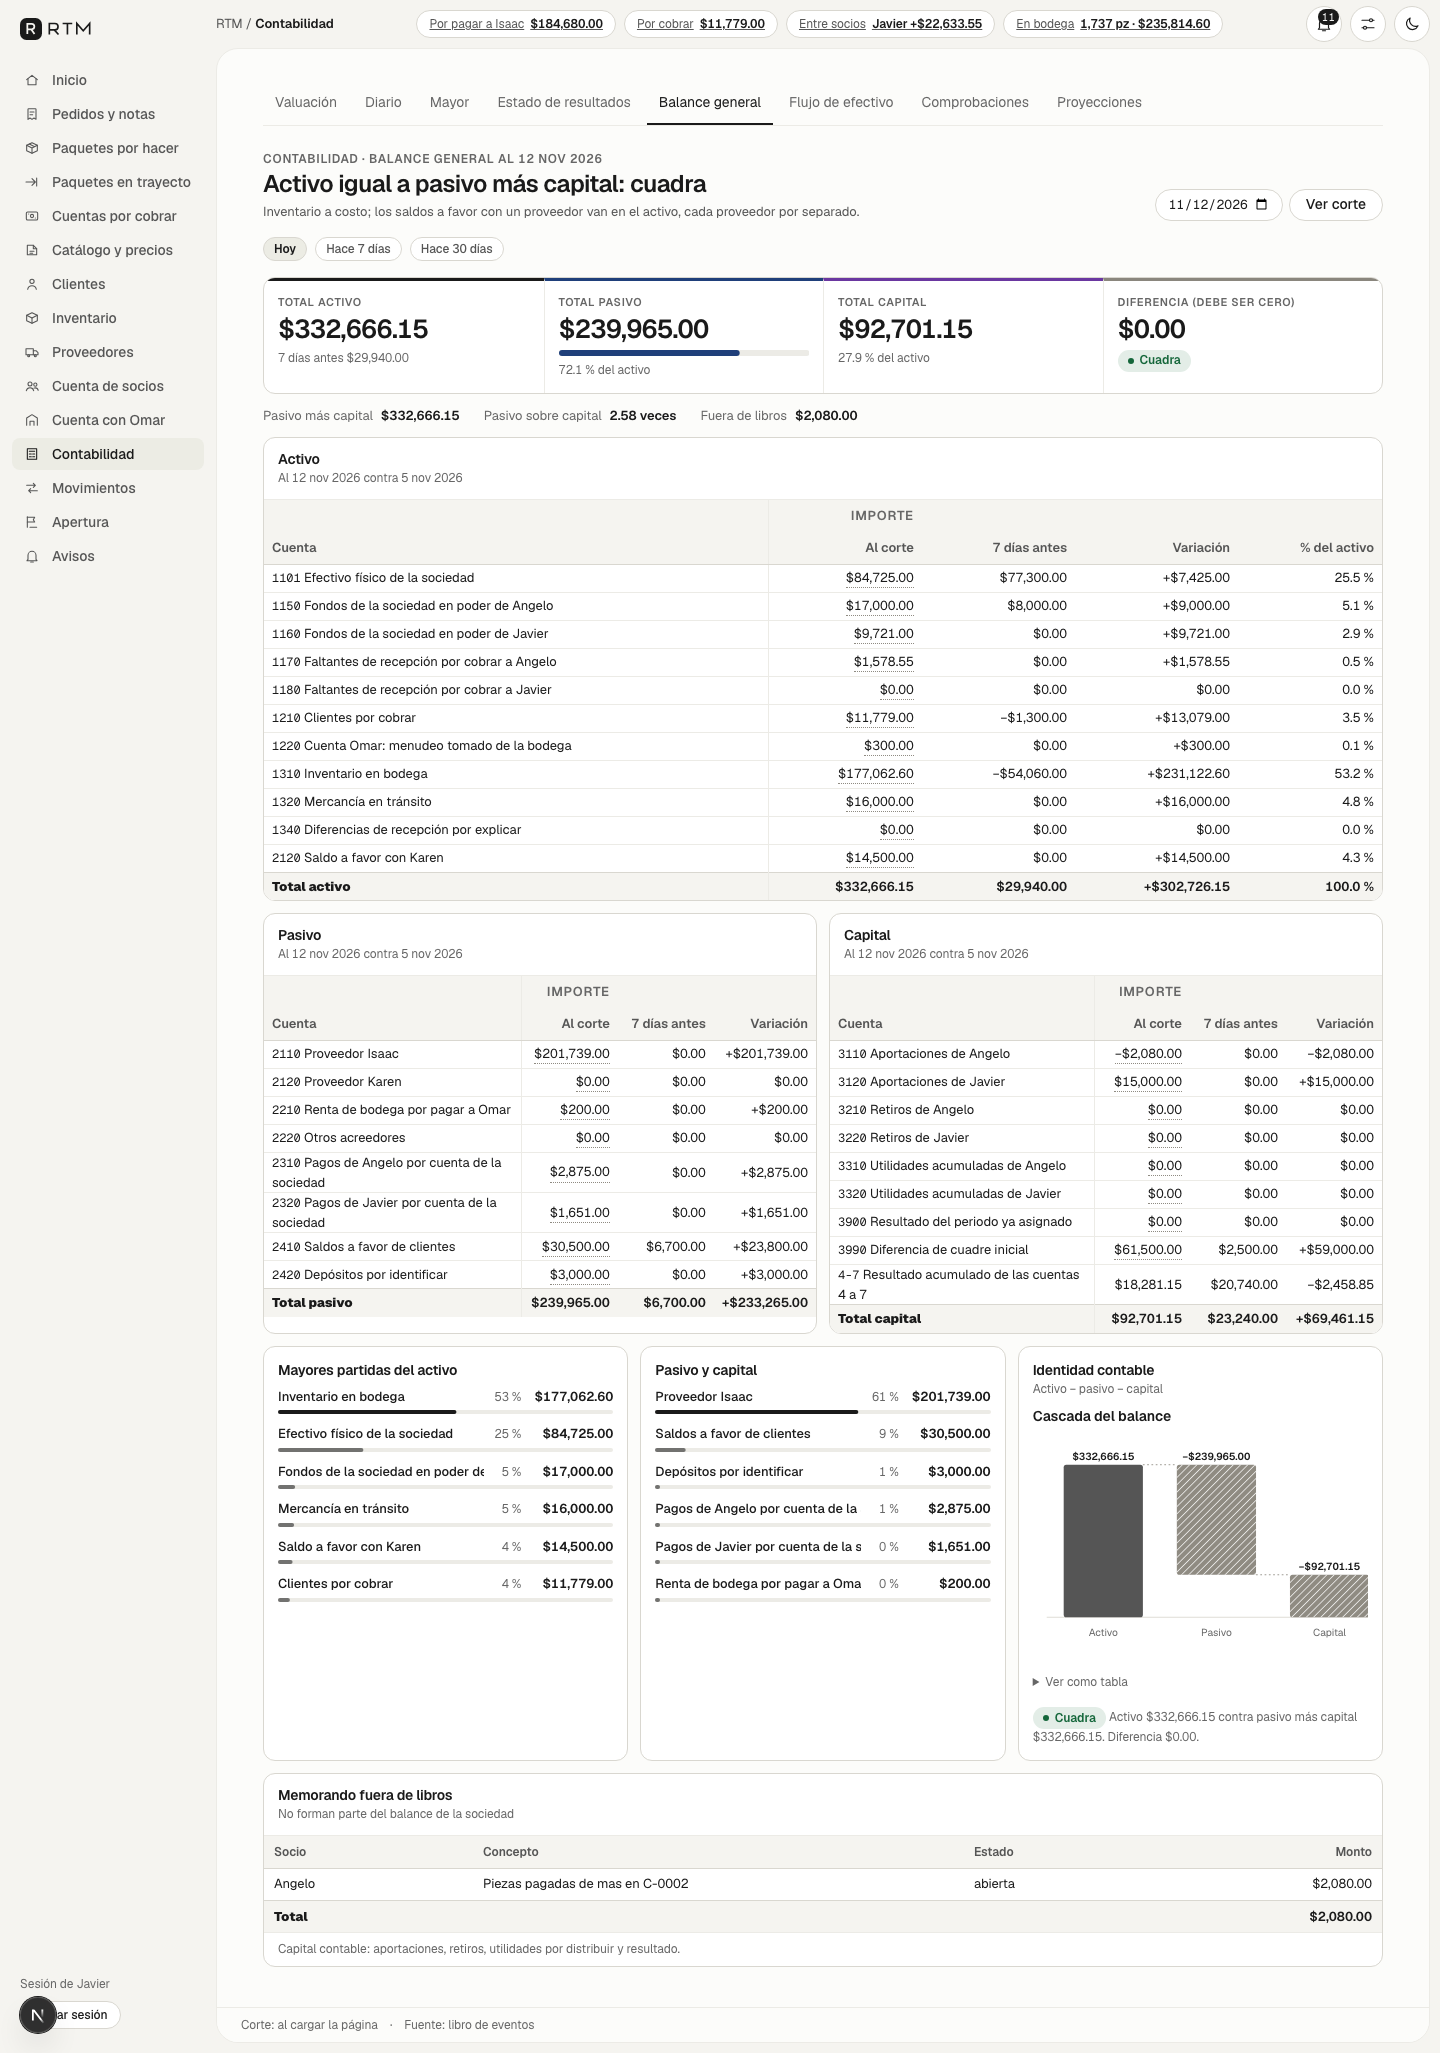 R RTM
RTM / Contabilidad
Por pagar a Isaac $184,680.00
Por cobrar $11,779.00
Entre socios Javier +$22,633.55
En bodega 1,737 pz · $235,814.60
11
Inicio
Pedidos y notas
Paquetes por hacer
Paquetes en trayecto
Cuentas por cobrar
Catálogo y precios
Clientes
Inventario
Proveedores
Cuenta de socios
Cuenta con Omar
Contabilidad
Movimientos
Apertura
Avisos
Valuación Diario Mayor Estado de resultados Balance general Flujo de efectivo Comprobaciones Proyecciones
CONTABILIDAD · BALANCE GENERAL AL 12 NOV 2026
Activo igual a pasivo más capital: cuadra
Inventario a costo; los saldos a favor con un proveedor van en el activo, cada proveedor por separado.
11/12/2026 Ver corte
Hoy Hace 7 días Hace 30 días
TOTAL ACTIVO
$332,666.15
7 días antes $29,940.00
TOTAL PASIVO
$239,965.00
72.1 % del activo
TOTAL CAPITAL
$92,701.15
27.9 % del activo
DIFERENCIA (DEBE SER CERO)
$0.00
Cuadra
Pasivo más capital $332,666.15 Pasivo sobre capital 2.58 veces Fuera de libros $2,080.00
Activo
Al 12 nov 2026 contra 5 nov 2026
IMPORTE
Cuenta Al corte 7 días antes Variación % del activo
1101 Efectivo físico de la sociedad $84,725.00 $77,300.00 +$7,425.00 25.5 %
1150 Fondos de la sociedad en poder de Angelo $17,000.00 $8,000.00 +$9,000.00 5.1 %
1160 Fondos de la sociedad en poder de Javier $9,721.00 $0.00 +$9,721.00 2.9 %
1170 Faltantes de recepción por cobrar a Angelo $1,578.55 $0.00 +$1,578.55 0.5 %
1180 Faltantes de recepción por cobrar a Javier $0.00 $0.00 $0.00 0.0 %
1210 Clientes por cobrar $11,779.00 −$1,300.00 +$13,079.00 3.5 %
1220 Cuenta Omar: menudeo tomado de la bodega $300.00 $0.00 +$300.00 0.1 %
1310 Inventario en bodega $177,062.60 −$54,060.00 +$231,122.60 53.2 %
1320 Mercancía en tránsito $16,000.00 $0.00 +$16,000.00 4.8 %
1340 Diferencias de recepción por explicar $0.00 $0.00 $0.00 0.0 %
2120 Saldo a favor con Karen $14,500.00 $0.00 +$14,500.00 4.3 %
Total activo $332,666.15 $29,940.00 +$302,726.15 100.0 %
Pasivo
Al 12 nov 2026 contra 5 nov 2026
IMPORTE
Cuenta Al corte 7 días antes Variación
2110 Proveedor Isaac $201,739.00 $0.00 +$201,739.00
2120 Proveedor Karen $0.00 $0.00 $0.00
2210 Renta de bodega por pagar a Omar $200.00 $0.00 +$200.00
2220 Otros acreedores $0.00 $0.00 $0.00
2310 Pagos de Angelo por cuenta de la
sociedad $2,875.00 $0.00 +$2,875.00
2320 Pagos de Javier por cuenta de la
sociedad $1,651.00 $0.00 +$1,651.00
2410 Saldos a favor de clientes $30,500.00 $6,700.00 +$23,800.00
2420 Depósitos por identificar $3,000.00 $0.00 +$3,000.00
Total pasivo $239,965.00 $6,700.00 +$233,265.00
Capital
Al 12 nov 2026 contra 5 nov 2026
IMPORTE
Cuenta Al corte 7 días antes Variación
3110 Aportaciones de Angelo −$2,080.00 $0.00 −$2,080.00
3120 Aportaciones de Javier $15,000.00 $0.00 +$15,000.00
3210 Retiros de Angelo $0.00 $0.00 $0.00
3220 Retiros de Javier $0.00 $0.00 $0.00
3310 Utilidades acumuladas de Angelo $0.00 $0.00 $0.00
3320 Utilidades acumuladas de Javier $0.00 $0.00 $0.00
3900 Resultado del periodo ya asignado $0.00 $0.00 $0.00
3990 Diferencia de cuadre inicial $61,500.00 $2,500.00 +$59,000.00
4-7 Resultado acumulado de las cuentas
4 a 7 $18,281.15 $20,740.00 −$2,458.85
Total capital $92,701.15 $23,240.00 +$69,461.15
Mayores partidas del activo
Inventario en bodega 53 % $177,062.60
Efectivo físico de la sociedad 25 % $84,725.00
Fondos de la sociedad en poder de 5 % $17,000.00
Mercancía en tránsito 5 % $16,000.00
Saldo a favor con Karen 4 % $14,500.00
Clientes por cobrar 4 % $11,779.00
Pasivo y capital
Proveedor Isaac 61 % $201,739.00
Saldos a favor de clientes 9 % $30,500.00
Depósitos por identificar 1 % $3,000.00
Pagos de Angelo por cuenta de la 1 % $2,875.00
Pagos de Javier por cuenta de la s 0 % $1,651.00
Renta de bodega por pagar a Oma 0 % $200.00
Identidad contable
Activo − pasivo − capital
Cascada del balance
$332,666.15 −$239,965.00
−$92,701.15
Activo Pasivo Capital
Ver como tabla
Cuadra Activo $332,666.15 contra pasivo más capital
$332,666.15. Diferencia $0.00.
Memorando fuera de libros
No forman parte del balance de la sociedad
Socio Concepto Estado Monto
Angelo Piezas pagadas de mas en C-0002 abierta $2,080.00
Total $2,080.00
Capital contable: aportaciones, retiros, utilidades por distribuir y resultado.
Sesión de Javier
N ar sesión
Corte: al cargar la página · Fuente: libro de eventos